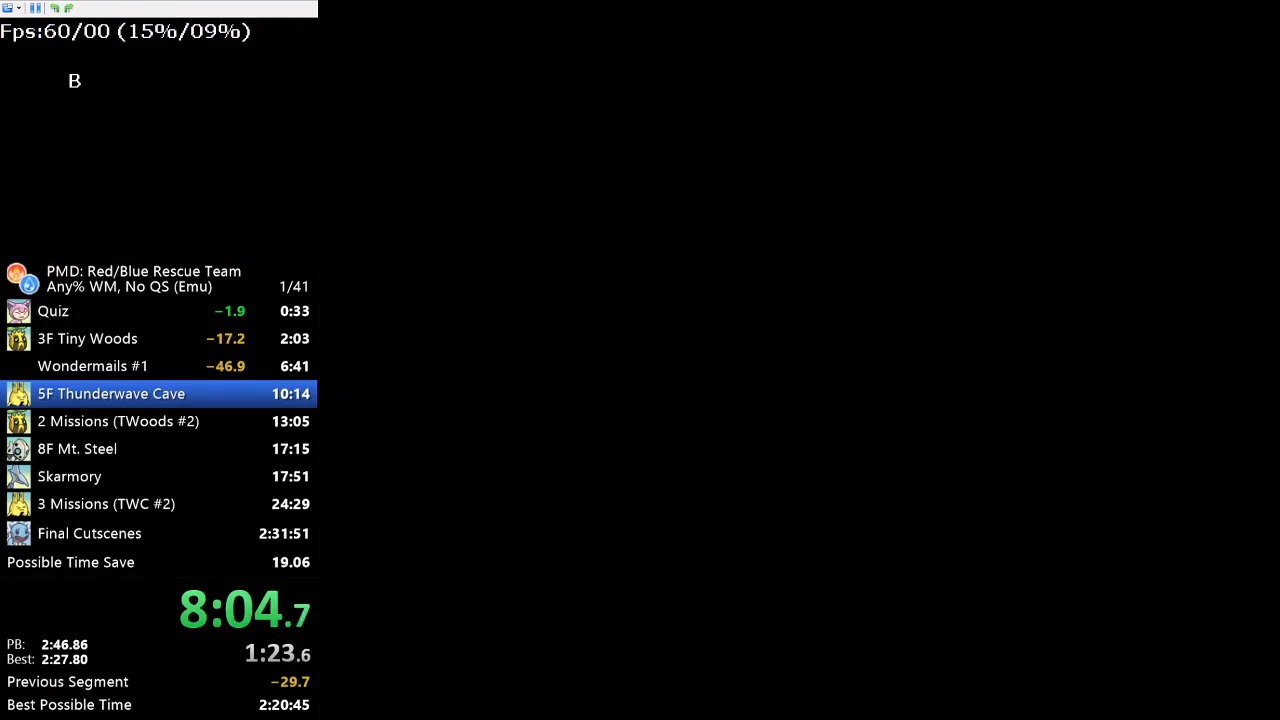 Fps:60/00 (15%/09%)
B
PMD: Red/Blue Rescue Team
Any% WM, No QS (Emu) 1/41
Quiz −1.9 0:33
3F Tiny Woods −17.2 2:03
Wondermails #1 −46.9 6:41
5F Thunderwave Cave 10:14
2 Missions (TWoods #2) 13:05
8F Mt. Steel 17:15
Skarmory 17:51
3 Missions (TWC #2) 24:29
Final Cutscenes 2:31:51
Possible Time Save 19.06
8:04.7
PB: 2:46.86
1:23.6
Best: 2:27.80
Previous Segment −29.7
Best Possible Time 2:20:45